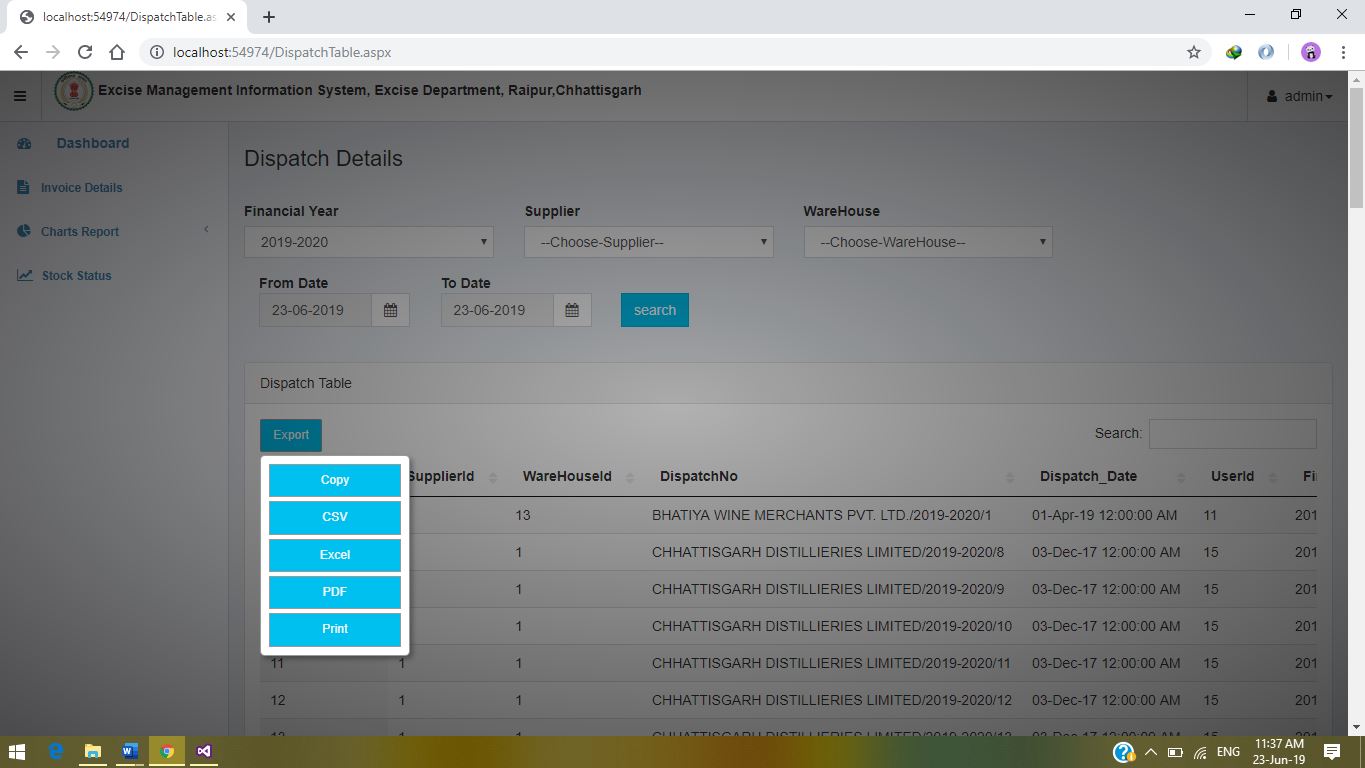 localhost:54974/DispatchTable.as
localhost:54974/DispatchTable.aspx
Excise Management Information System, Excise Department, Raipur,Chhattisgarh
admin
Dashboard
Invoice Details
Charts Report
Stock Status
Dispatch Details
Financial Year Supplier WareHouse
2019-2020 --Choose-Supplier-- --Choose-WareHouse--
From Date To Date
23-06-2019 23-06-2019 search
Dispatch Table
Export Search:
Copy
CSV
Excel
PDF
Print
SupplierId WareHouseId DispatchNo Dispatch_Date UserId Fi
13 BHATIYA WINE MERCHANTS PVT. LTD./2019-2020/1 01-Apr-19 12:00:00 AM 11 201
1 CHHATTISGARH DISTILLIERIES LIMITED/2019-2020/8 03-Dec-17 12:00:00 AM 15 201
1 CHHATTISGARH DISTILLIERIES LIMITED/2019-2020/9 03-Dec-17 12:00:00 AM 15 201
1 CHHATTISGARH DISTILLIERIES LIMITED/2019-2020/10 03-Dec-17 12:00:00 AM 15 201
11 1 1 CHHATTISGARH DISTILLIERIES LIMITED/2019-2020/11 03-Dec-17 12:00:00 AM 15 201
12 1 1 CHHATTISGARH DISTILLIERIES LIMITED/2019-2020/12 03-Dec-17 12:00:00 AM 15 201
ENG
11:37 AM
23-Jun-19